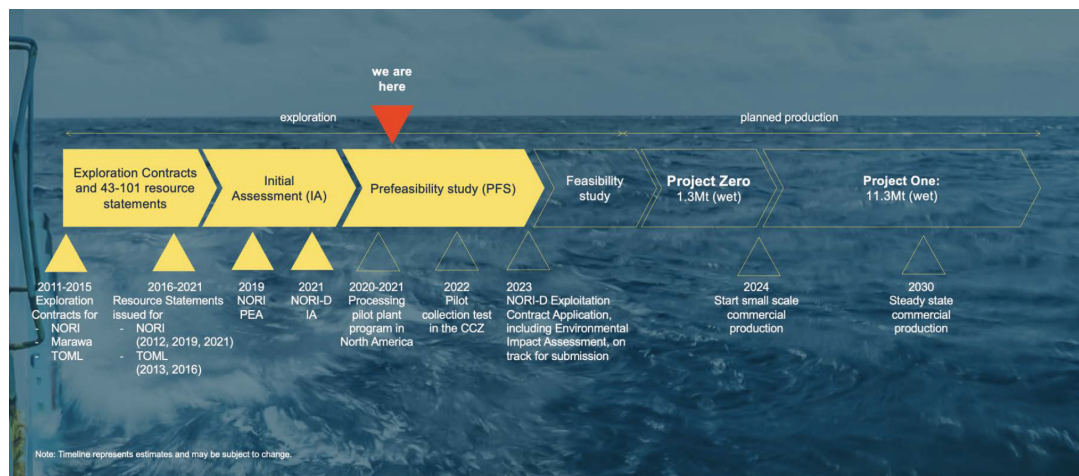 we are
here
exploration
planned production
Exploration Contracts
and 43-101 resource
statements
Initial
Assessment (IA)
Prefeasibility study (PFS)
Feasibility
study
Project Zero
1.3Mt (wet)
Project One:
11.3Mt (wet)
2011-2015
Exploration
Contracts for
- NORI
- Marawa
- TOML
2016-2021
Resource Statements
issued for
- NORI
(2012, 2019, 2021)
- TOML
(2013, 2016)
2019
NORI
PEA
2021
NORI-D
IA
2020-2021
Processing
pilot plant
program in
North America
2022
Pilot
collection test
in the CCZ
2023
NORI-D Exploitation
Contract Application,
including Environmental
Impact Assessment, on
track for submission
2024
Start small scale
commercial
production
2030
Steady state
commercial
production
Note: Timeline represents estimates and may be subject to change.